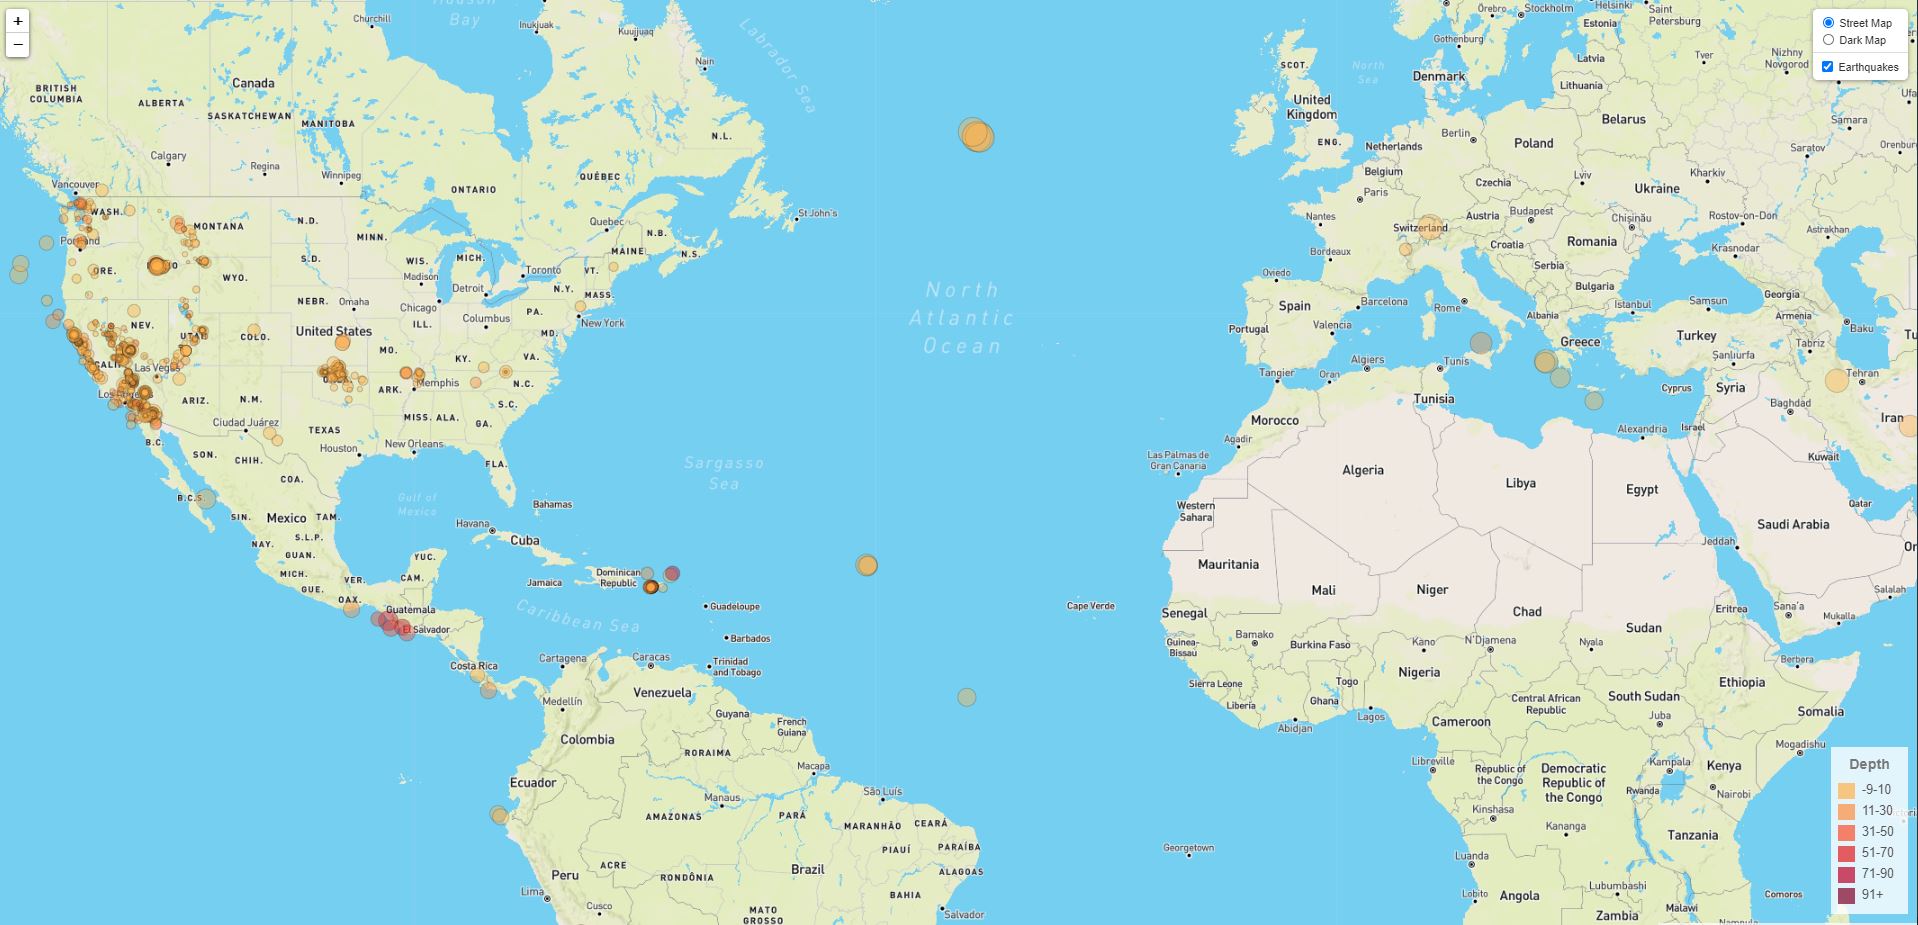 +
−
Street Map
Dark Map
Earthquakes
Churchill
Hudson
Bay
Inukjuak
Kuujjuaq
Nain
Labrador Sea
BRITISH
COLUMBIA
ALBERTA
Canada
SASKATCHEWAN
MANITOBA
Calgary
Regina
Winnipeg
ONTARIO
QUÉBEC
N.L.
Vancouver
WASH.
MONTANA
N.D.
MINN.
Quebec
N.B.
St John's
Portland
MAINE
N.S.
ORE.
WYO.
S.D.
WIS.
MICH.
Toronto
VT.
Madison
Detroit
N.Y.
MASS.
NEBR.
Omaha
Chicago
Columbus
PA.
New York
NEV.
UTAH
COLO.
United States
ILL.
MD.
CALIF.
Las Vegas
MO.
KY.
VA.
Memphis
N.C.
Los Angeles
ARIZ.
N.M.
ARK.
S.C.
Ciudad Juárez
TEXAS
MISS.
ALA.
GA.
B.C.
Houston
New Orleans
SON.
CHIH.
FLA.
COA.
B.C.S.
Gulf of
Mexico
Bahamas
SIN.
Mexico
TAM.
Havana
Cuba
S.L.P.
NAY.
GUAN.
YUC.
MICH.
VER.
CAM.
GUE.
OAX.
Jamaica
Dominican
Republic
Guatemala
El Salvador
Guadeloupe
Caribbean Sea
Barbados
Costa Rica
Cartagena
Caracas
Trinidad
and Tobago
Medellín
Venezuela
Guyana
French
Guiana
Colombia
RORAIMA
Macapa
Ecuador
São Luís
Manaus
AMAZONAS
PARÁ
MARANHÃO
CEARÁ
PARAÍBA
PIAUÍ
ACRE
Peru
RONDÔNIA
Brazil
ALAGOAS
Lima
Cusco
MATO
GROSSO
BAHIA
Salvador
North
Atlantic
Ocean
Sargasso
Sea
Örebro
Stockholm
Helsinki
Saint
Petersburg
Estonia
Gothenburg
SCOT.
North
Sea
Denmark
Latvia
Tver
Nizhny
Novgorod
Lithuania
Ufa
United
Kingdom
Belarus
Samara
ENG.
Berlin
Netherlands
Poland
Saratov
Orenburg
Belgium
Paris
Czechia
Lviv
Kharkiv
Ukraine
Nantes
Austria
Budapest
Chișinău
Rostov-on-Don
Switzerland
Astrakhan
Bordeaux
Croatia
Romania
Krasnodar
Serbia
Oviedo
Bulgaria
Georgia
Spain
Barcelona
Rome
Istanbul
Samsun
Albania
Armenia
Portugal
Valencia
Baku
Greece
Turkey
Tabriz
Algiers
Tunis
Şanlıurfa
Tangier
Oran
Tehran
Cyprus
Syria
Tunisia
Baghdad
Morocco
Iran
Agadir
Alexandria
Israel
Las Palmas de
Gran Canaria
Kuwait
Algeria
Libya
Egypt
Western
Sahara
Qatar
Saudi Arabia
Jeddah
Mauritania
Mali
Niger
Salalah
Cape Verde
Senegal
Chad
Eritrea
Sana'a
Mukalla
Sudan
Bamako
Kano
N'Djamena
Nyala
Guinea-
Bissau
Burkina Faso
Berbera
Nigeria
Togo
Ethiopia
Sierra Leone
Ghana
Central African
Republic
South Sudan
Liberia
Lagos
Cameroon
Juba
Somalia
Abidjan
Mogadishu
Libreville
Republic of
the Congo
Democratic
Republic of
the Congo
Kampala
Kenya
Rwanda
Nairobi
Kinshasa
Kananga
Tanzania
Georgetown
Luanda
Lobito
Angola
Lubumbashi
Malawi
Comoros
Zambia
Depth
-9-10
11-30
31-50
51-70
71-90
91+